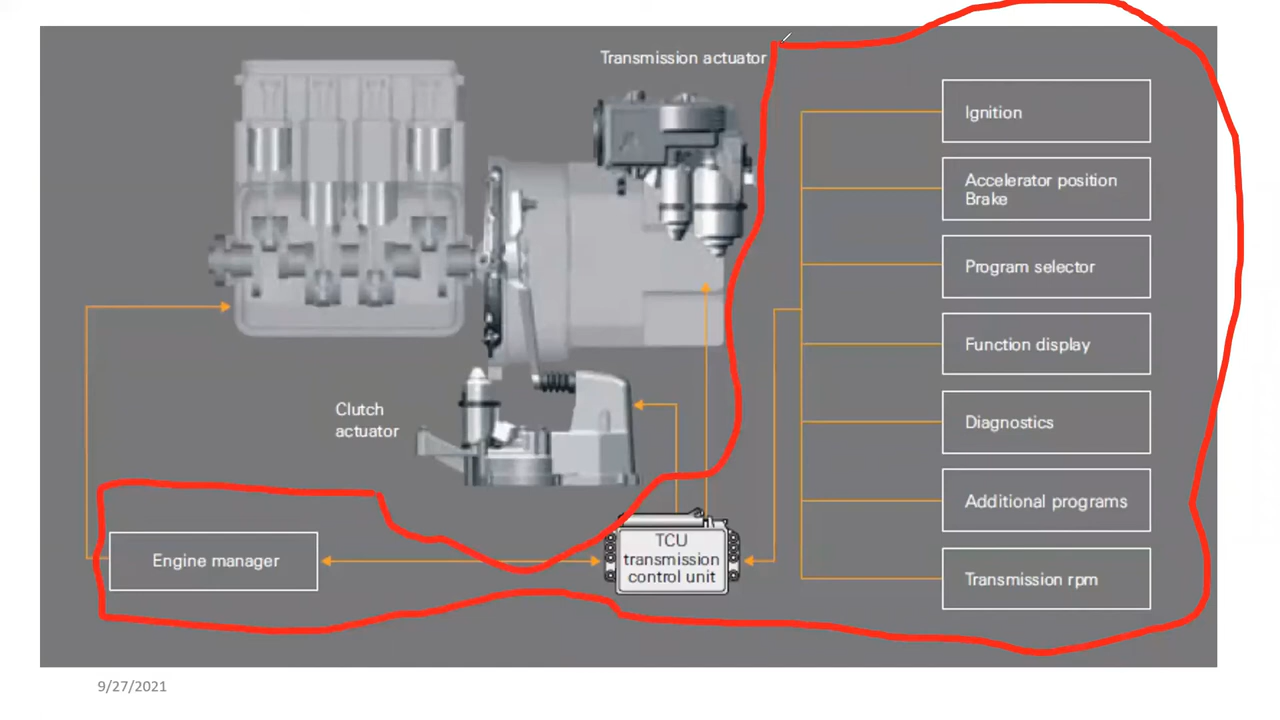 Transmission actuator
Ignition
Accelerator position
Brake
Program selector
Function display
Clutch
actuator
Diagnostics
Additional programs
Engine manager
TCU
transmission
control unit
Transmission rpm
9/27/2021